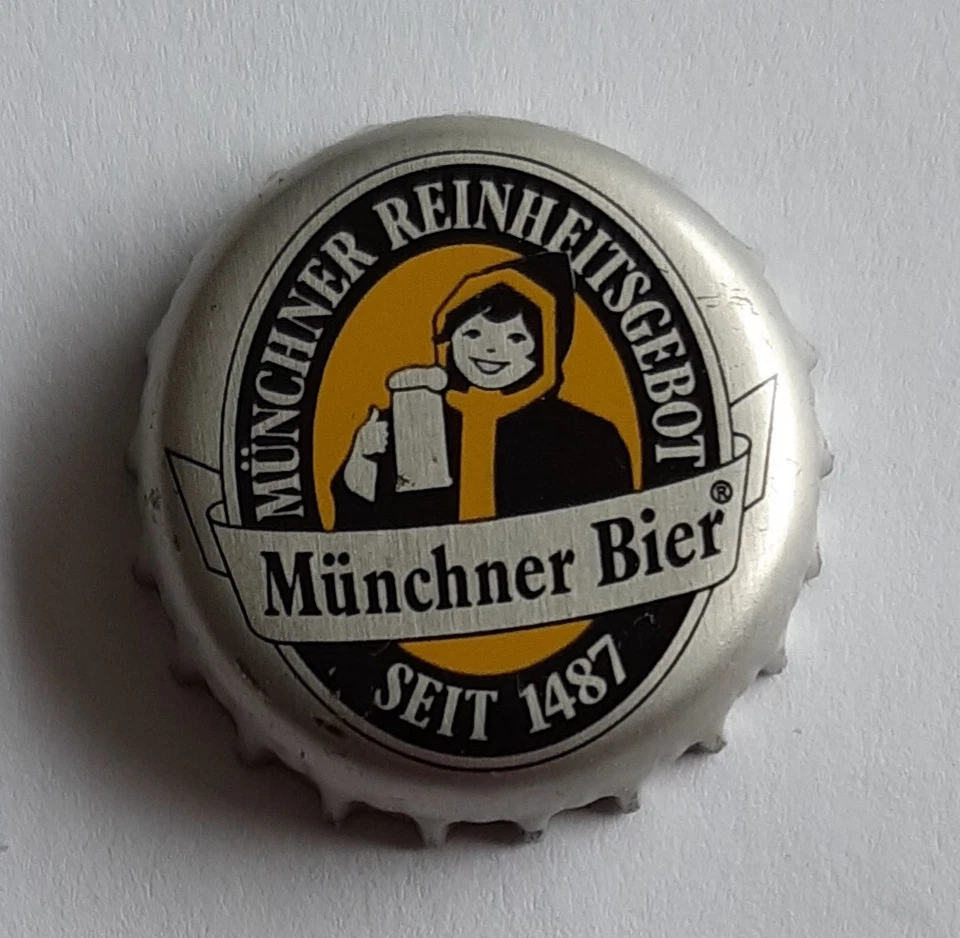 MÜNCHNER REINHEITSGEBOT
Münchner Bier®
SEIT 1487